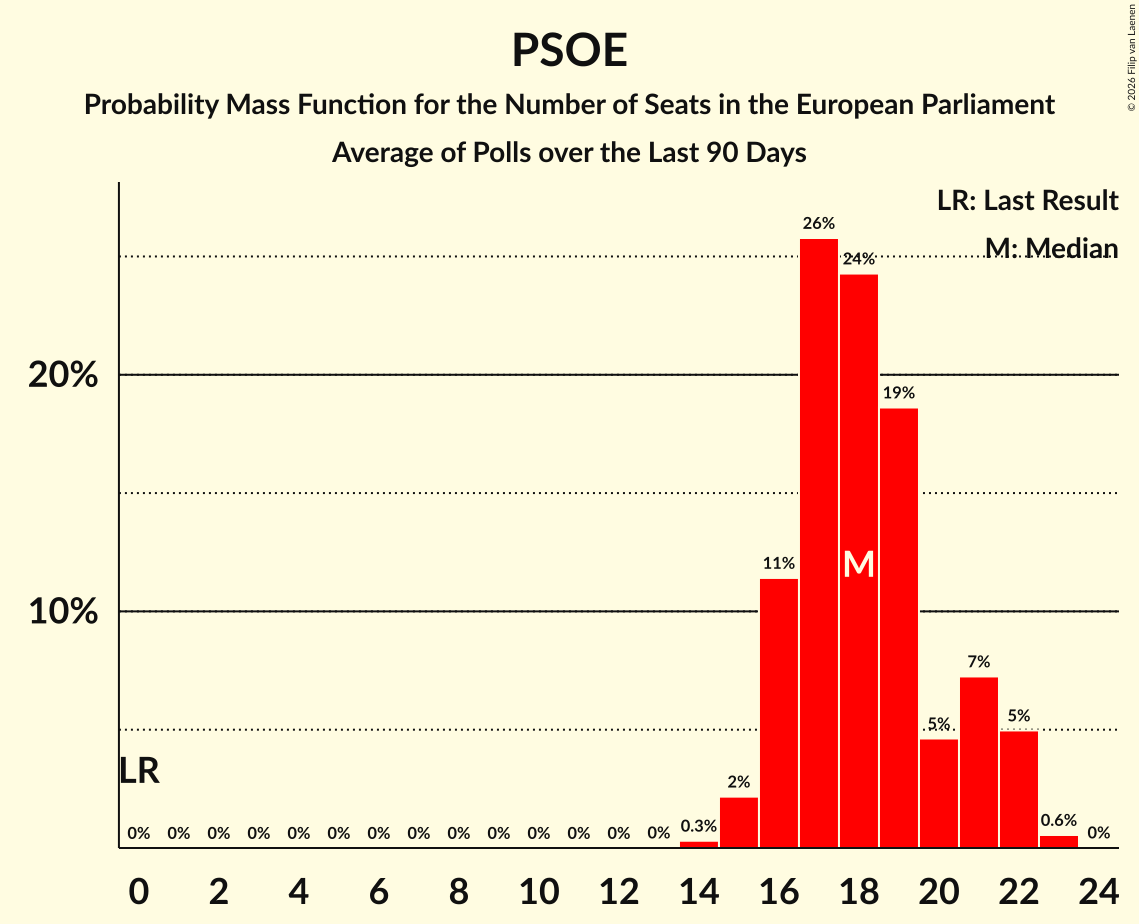 PSOE
Probability Mass Function for the Number of Seats in the European Parliament
Average of Polls over the Last 90 Days
© 2026 Filip van Laenen
LR: Last Result
M: Median
26%
24%
20%
19%
11%
M
10%
7%
5%
5%
LR
2%
0% 0% 0% 0% 0% 0% 0% 0% 0% 0% 0% 0% 0% 0% 0.3% 0.6% 0%
0 2 4 6 8 10 12 14 16 18 20 22 24